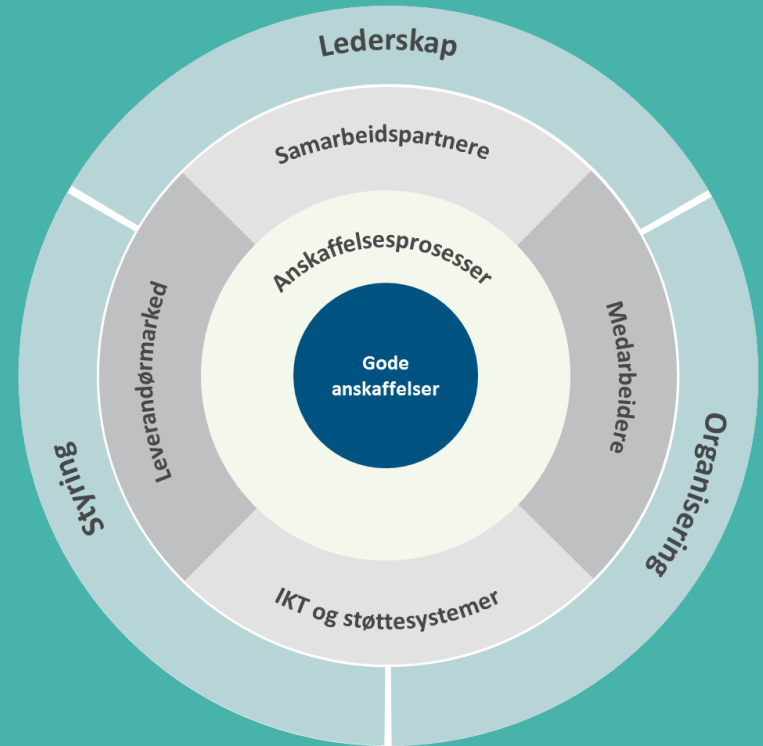 Lederskap
Samarbeidspartnere
Anskaffelsesprosesser
Gode
anskaffelser
Leverandørmarked
Medarbeidere
Styring
Organisering
IKT og støttesystemer